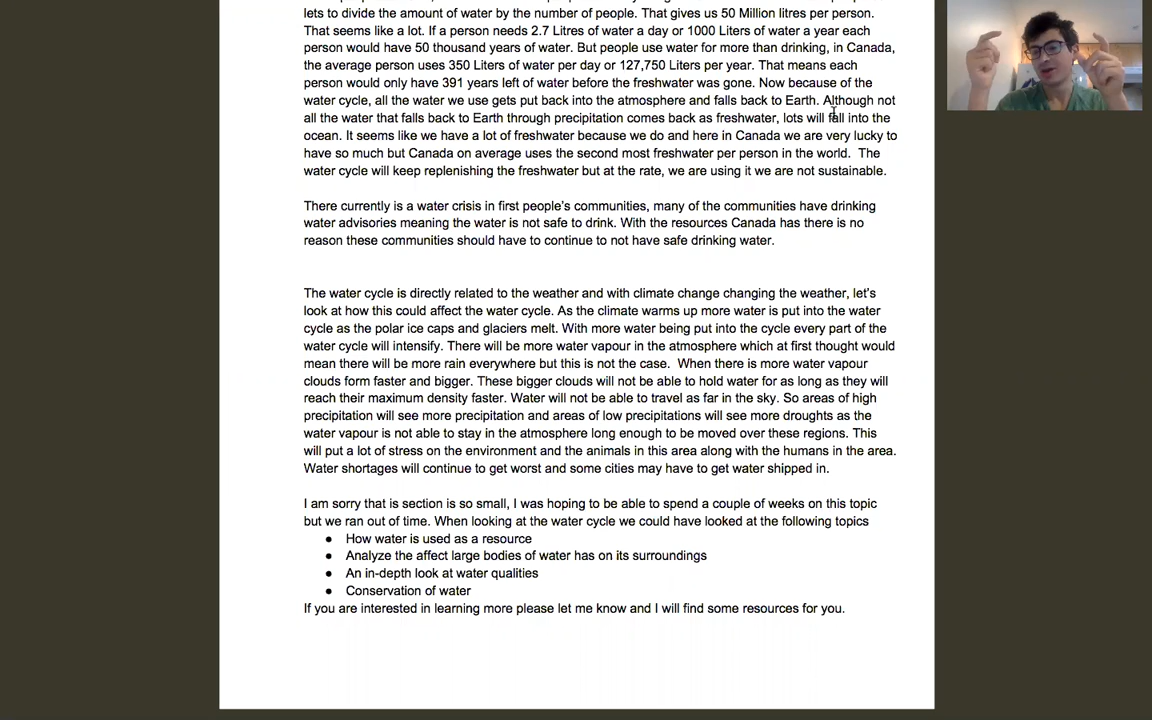 lets to divide the amount of water by the number of people. That gives us 50 Million litres per person.
That seems like a lot. If a person needs 2.7 Litres of water a day or 1000 Liters of water a year each
person would have 50 thousand years of water. But people use water for more than drinking, in Canada,
the average person uses 350 Liters of water per day or 127,750 Liters per year. That means each
person would only have 391 years left of water before the freshwater was gone. Now because of the
water cycle, all the water we use gets put back into the atmosphere and falls back to Earth. Although not
all the water that falls back to Earth through precipitation comes back as freshwater, lots will fall into the
ocean. It seems like we have a lot of freshwater because we do and here in Canada we are very lucky to
have so much but Canada on average uses the second most freshwater per person in the world.  The
water cycle will keep replenishing the freshwater but at the rate, we are using it we are not sustainable.
There currently is a water crisis in first people's communities, many of the communities have drinking
water advisories meaning the water is not safe to drink. With the resources Canada has there is no
reason these communities should have to continue to not have safe drinking water.
The water cycle is directly related to the weather and with climate change changing the weather, let's
look at how this could affect the water cycle. As the climate warms up more water is put into the water
cycle as the polar ice caps and glaciers melt. With more water being put into the cycle every part of the
water cycle will intensify. There will be more water vapour in the atmosphere which at first thought would
mean there will be more rain everywhere but this is not the case.  When there is more water vapour
clouds form faster and bigger. These bigger clouds will not be able to hold water for as long as they will
reach their maximum density faster. Water will not be able to travel as far in the sky. So areas of high
precipitation will see more precipitation and areas of low precipitations will see more droughts as the
water vapour is not able to stay in the atmosphere long enough to be moved over these regions. This
will put a lot of stress on the environment and the animals in this area along with the humans in the area.
Water shortages will continue to get worst and some cities may have to get water shipped in.
I am sorry that is section is so small, I was hoping to be able to spend a couple of weeks on this topic
but we ran out of time. When looking at the water cycle we could have looked at the following topics
● How water is used as a resource
● Analyze the affect large bodies of water has on its surroundings
● An in-depth look at water qualities
● Conservation of water
If you are interested in learning more please let me know and I will find some resources for you.